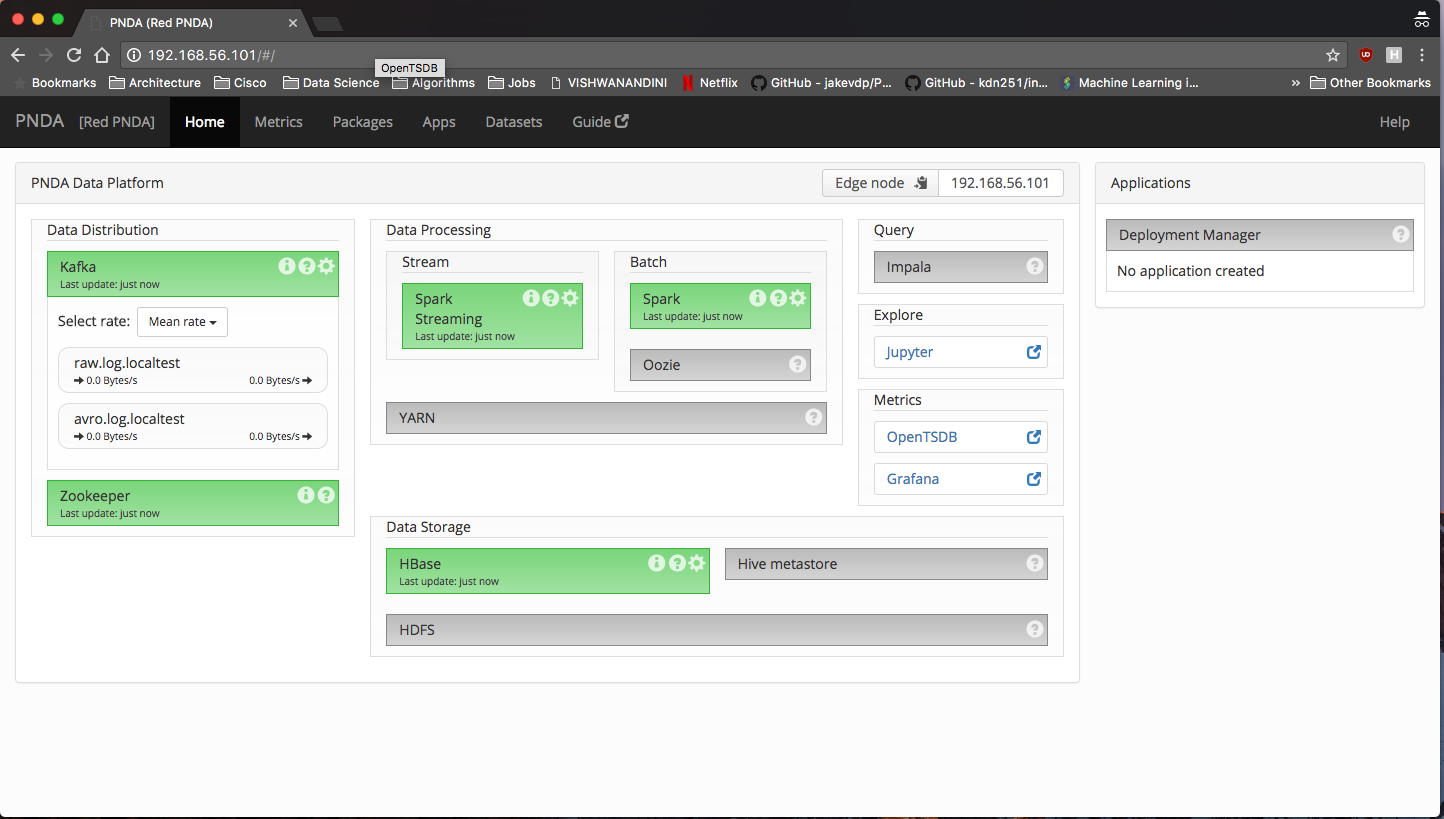 PNDA (Red PNDA)
192.168.56.101/#/
OpenTSDB
Bookmarks Architecture Cisco Data Science Algorithms Jobs VISHWANANDINI Netflix GitHub - jakevdp/P... GitHub - kdn251/in... Machine Learning i... » Other Bookmarks
PNDA [Red PNDA] Home Metrics Packages Apps Datasets Guide Help
PNDA Data Platform
Edge node 192.168.56.101
Data Distribution
Kafka
Last update: just now
Select rate: Mean rate
raw.log.localtest
0.0 Bytes/s 0.0 Bytes/s
avro.log.localtest
0.0 Bytes/s 0.0 Bytes/s
Zookeeper
Last update: just now
Data Processing
Stream
Spark
Streaming
Last update: just now
Batch
Spark
Last update: just now
Oozie
YARN
Query
Impala
Explore
Jupyter
Metrics
OpenTSDB
Grafana
Data Storage
HBase
Last update: just now
Hive metastore
HDFS
Applications
Deployment Manager
No application created